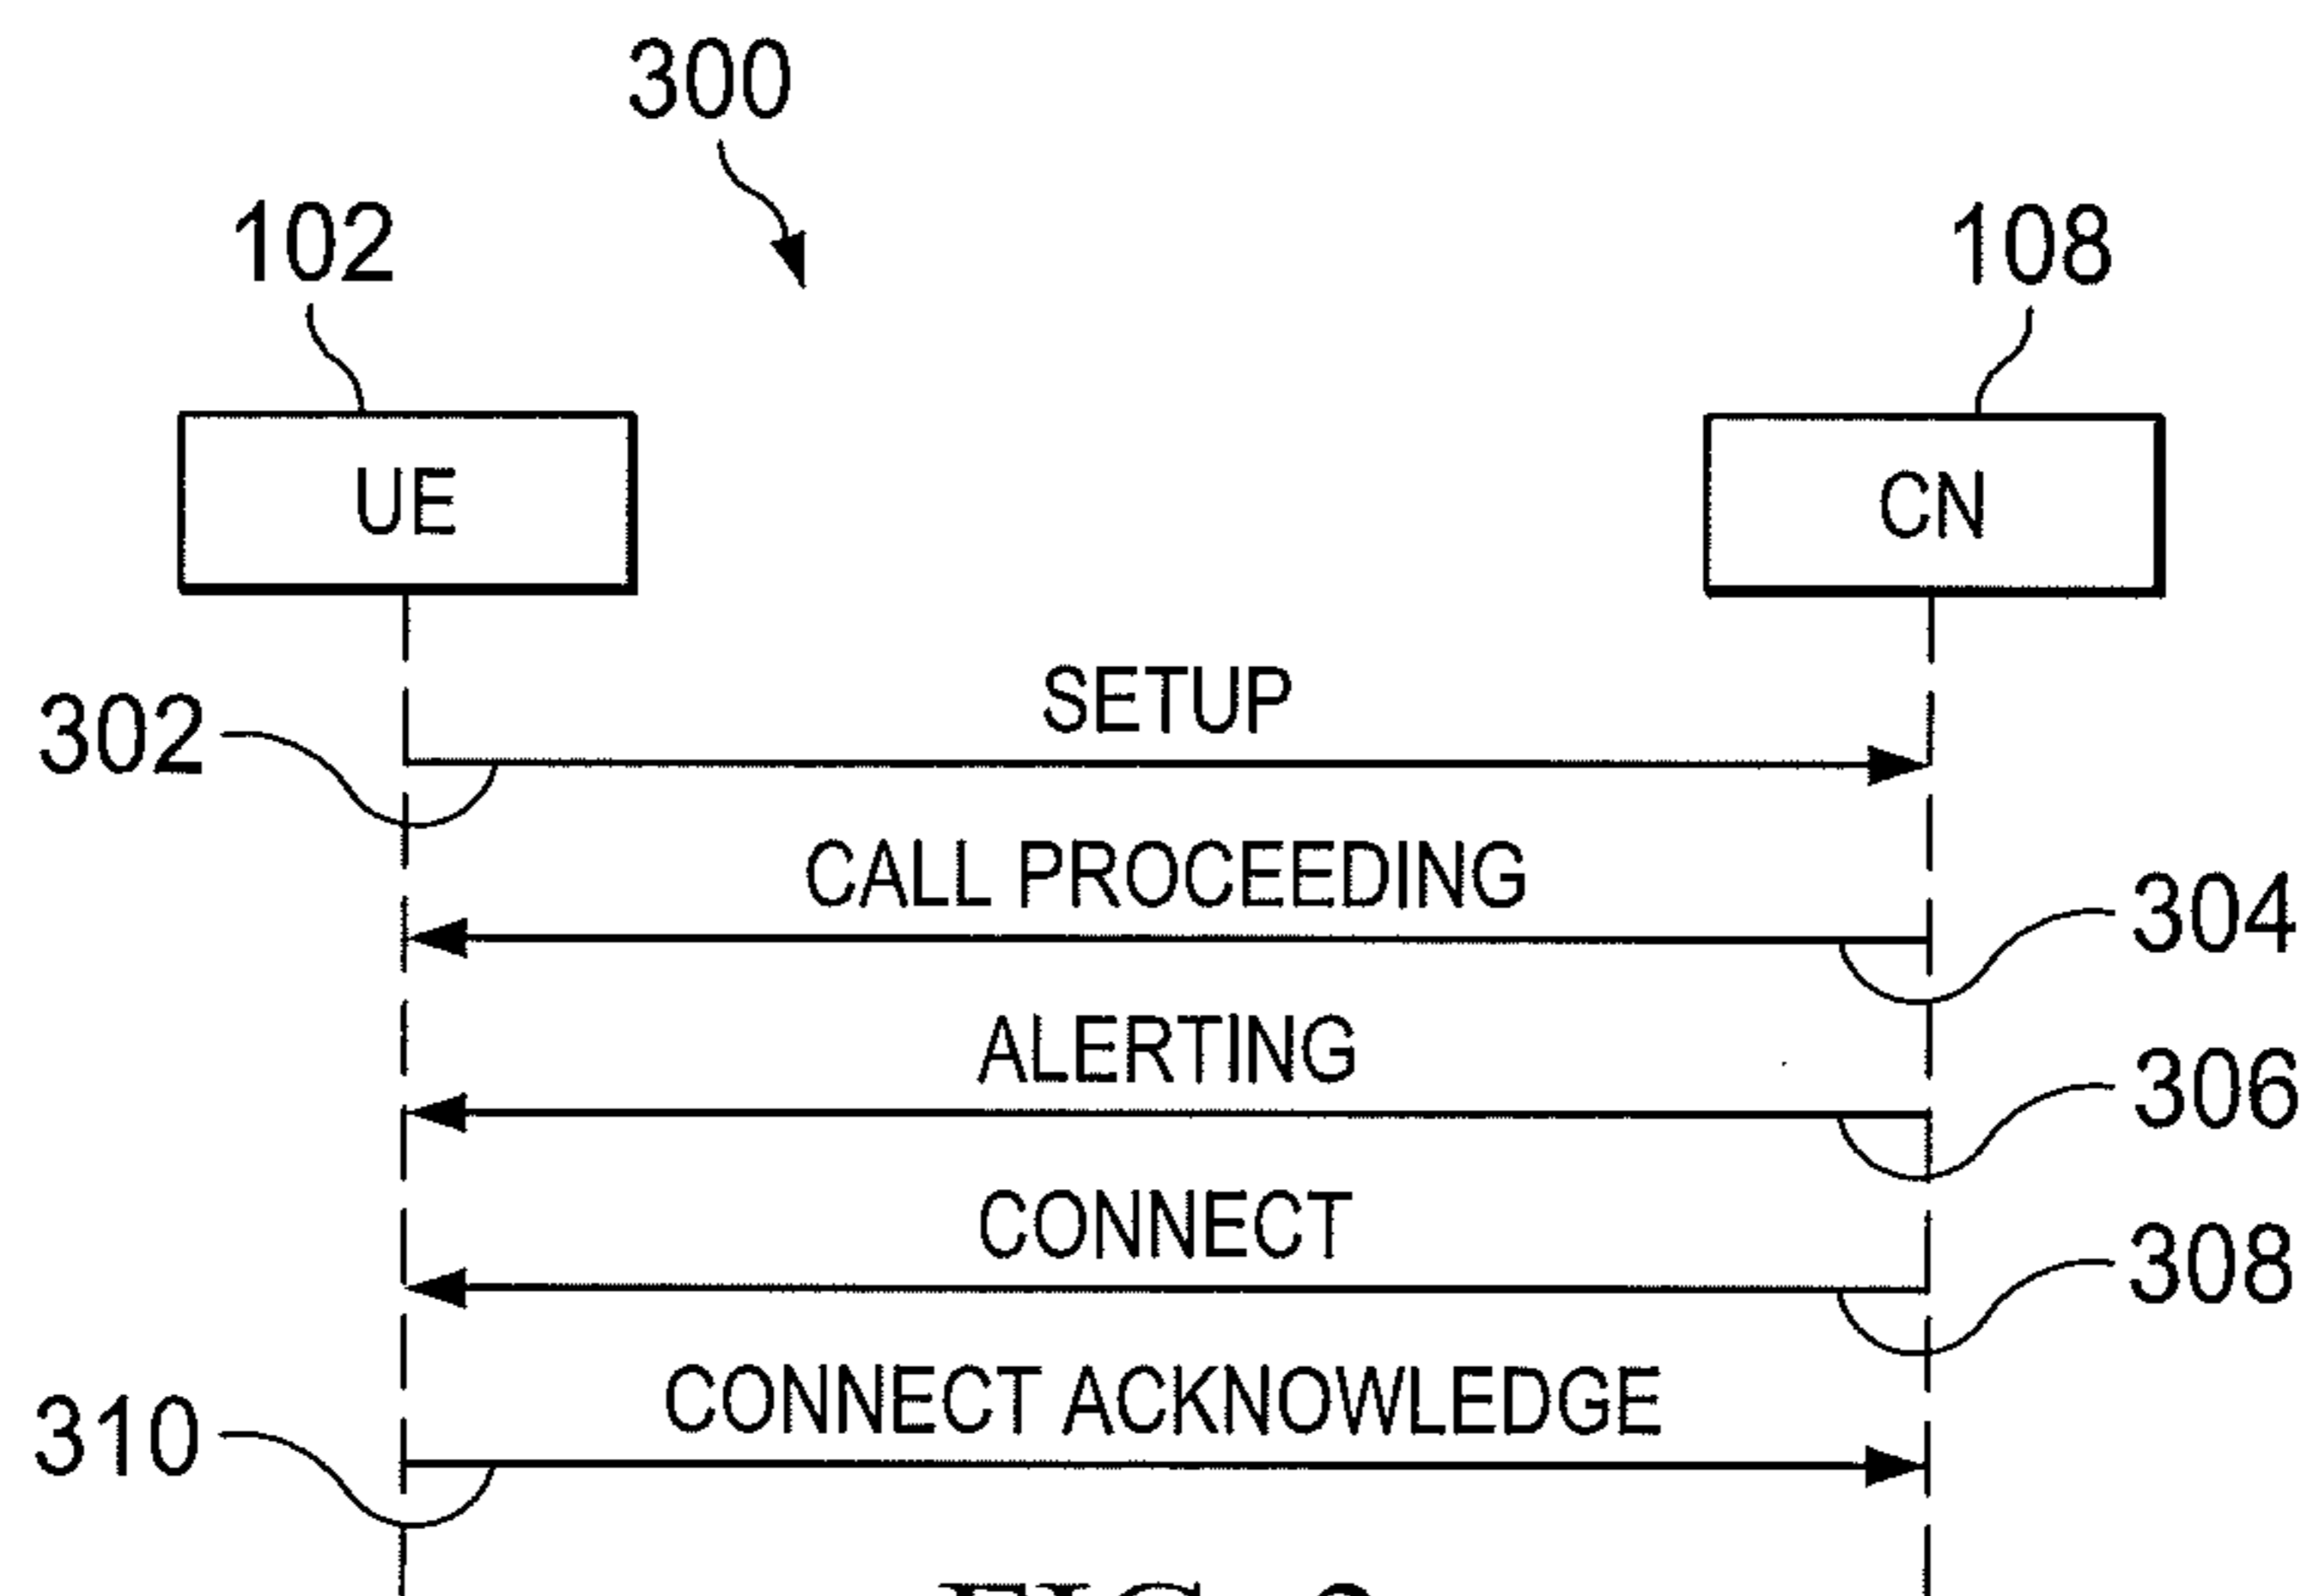 300
102
108
UE
CN
SETUP
302
CALL PROCEEDING
304
ALERTING
306
CONNECT
308
CONNECT ACKNOWLEDGE
310